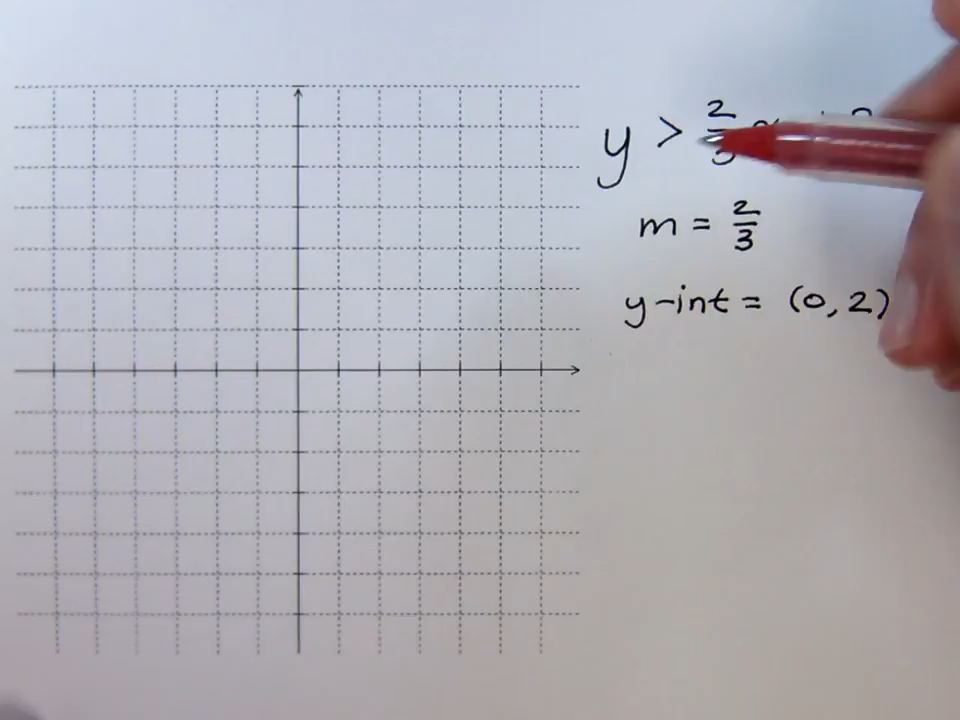 y > 2/3
m = 2/3
y-int = (0, 2)